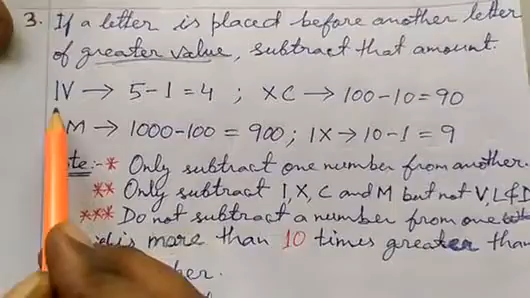 3. If a letter is placed before another letter
of greater value, subtract that amount.
IV → 5-1=4 ; XC → 100-10=90
M → 1000-100 = 900; IX → 10-1 = 9
te :- * Only subtract one number from another.
** Only subtract I, X, C and M but not V, L & D
*** Do not subtract a number from one
is more than 10 times greater than
her.